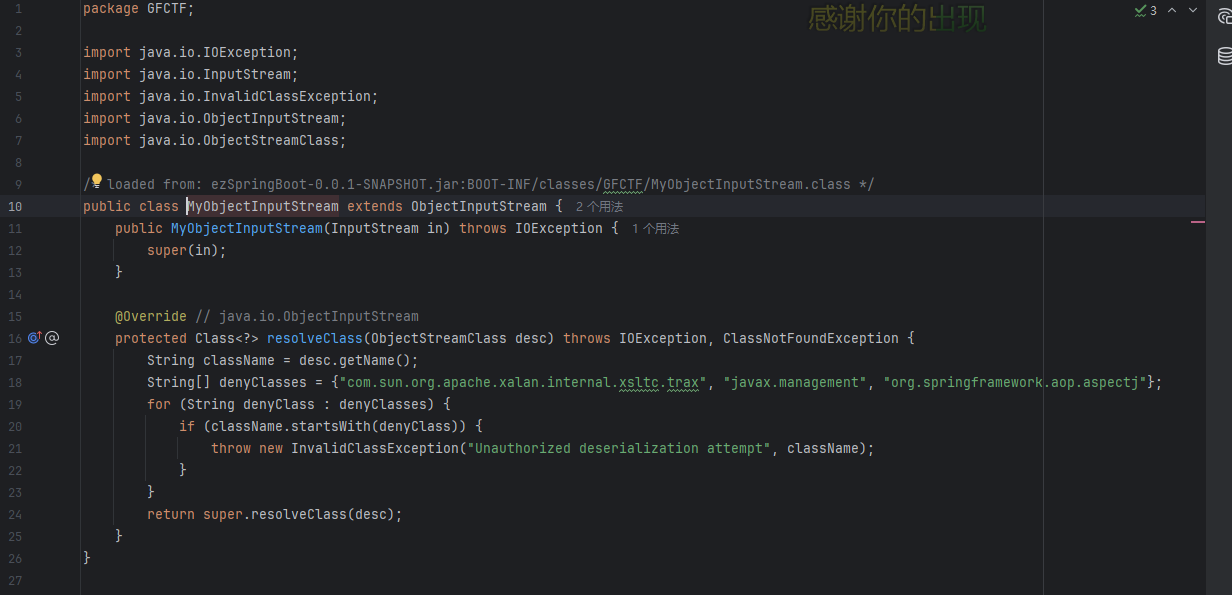 感谢你的出现
3
1 package GFCTF;
2
3 import java.io.IOException;
4 import java.io.InputStream;
5 import java.io.InvalidClassException;
6 import java.io.ObjectInputStream;
7 import java.io.ObjectStreamClass;
8
9 /* loaded from: ezSpringBoot-0.0.1-SNAPSHOT.jar:BOOT-INF/classes/GFCTF/MyObjectInputStream.class */
10 public class MyObjectInputStream extends ObjectInputStream { 2 个用法
11 public MyObjectInputStream(InputStream in) throws IOException { 1 个用法
12 super(in);
13 }
14
15 @Override // java.io.ObjectInputStream
16 protected Class<?> resolveClass(ObjectStreamClass desc) throws IOException, ClassNotFoundException {
17 String className = desc.getName();
18 String[] denyClasses = {"com.sun.org.apache.xalan.internal.xsltc.trax", "javax.management", "org.springframework.aop.aspectj"};
19 for (String denyClass : denyClasses) {
20 if (className.startsWith(denyClass)) {
21 throw new InvalidClassException("Unauthorized deserialization attempt", className);
22 }
23 }
24 return super.resolveClass(desc);
25 }
26 }
27